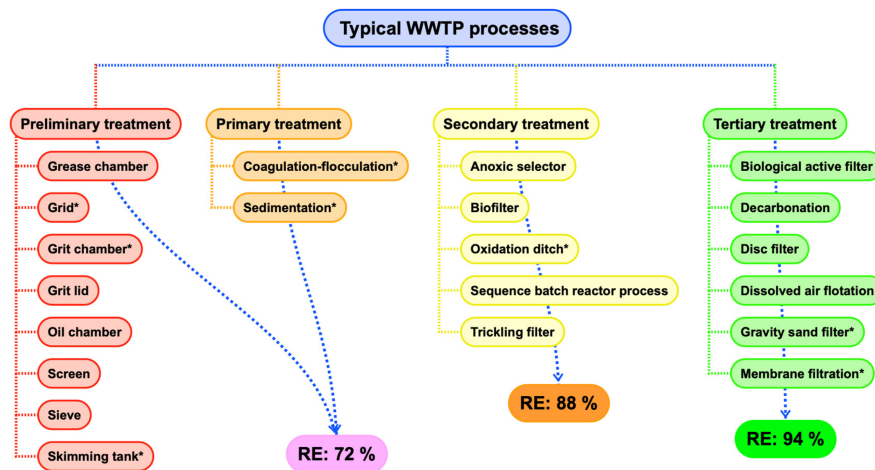 Typical WWTP processes
Preliminary treatment
Grease chamber
Grid*
Grit chamber*
Grit lid
Oil chamber
Screen
Sieve
Skimming tank*
Primary treatment
Coagulation-flocculation*
Sedimentation*
RE: 72 %
Secondary treatment
Anoxic selector
Biofilter
Oxidation ditch*
Sequence batch reactor process
Trickling filter
RE: 88 %
Tertiary treatment
Biological active filter
Decarbonation
Disc filter
Dissolved air flotation
Gravity sand filter*
Membrane filtration*
RE: 94 %